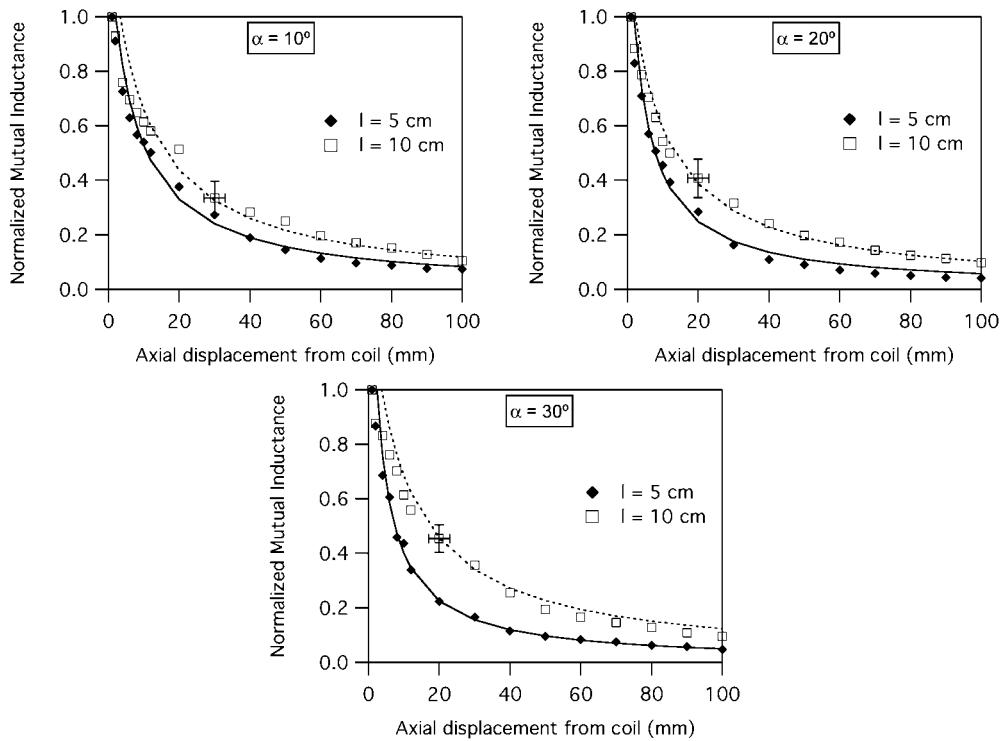 α = 10º
l = 5 cm
l = 10 cm
Normalized Mutual Inductance
1.0
0.8
0.6
0.4
0.2
0.0
0
20
40
60
80
100
Axial displacement from coil (mm)
α = 20º
l = 5 cm
l = 10 cm
Normalized Mutual Inductance
1.0
0.8
0.6
0.4
0.2
0.0
0
20
40
60
80
100
Axial displacement from coil (mm)
α = 30º
l = 5 cm
l = 10 cm
Normalized Mutual Inductance
1.0
0.8
0.6
0.4
0.2
0.0
0
20
40
60
80
100
Axial displacement from coil (mm)